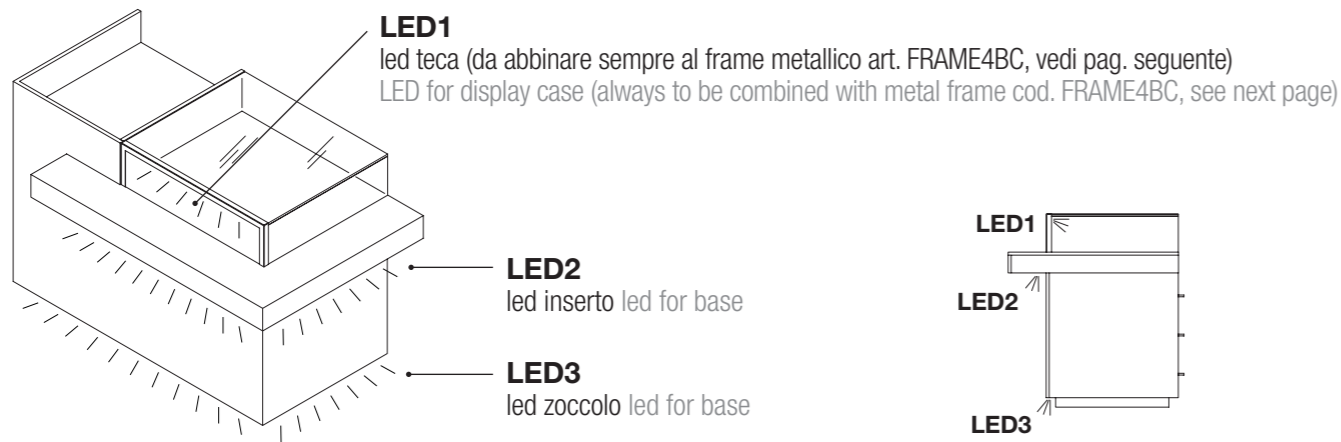 LED1
led teca (da abbinare sempre al frame metallico art. FRAME4BC, vedi pag. seguente)
LED for display case (always to be combined with metal frame cod. FRAME4BC, see next page)
LED2
led inserto led for base
LED3
led zoccolo led for base
LED1
LED2
LED3